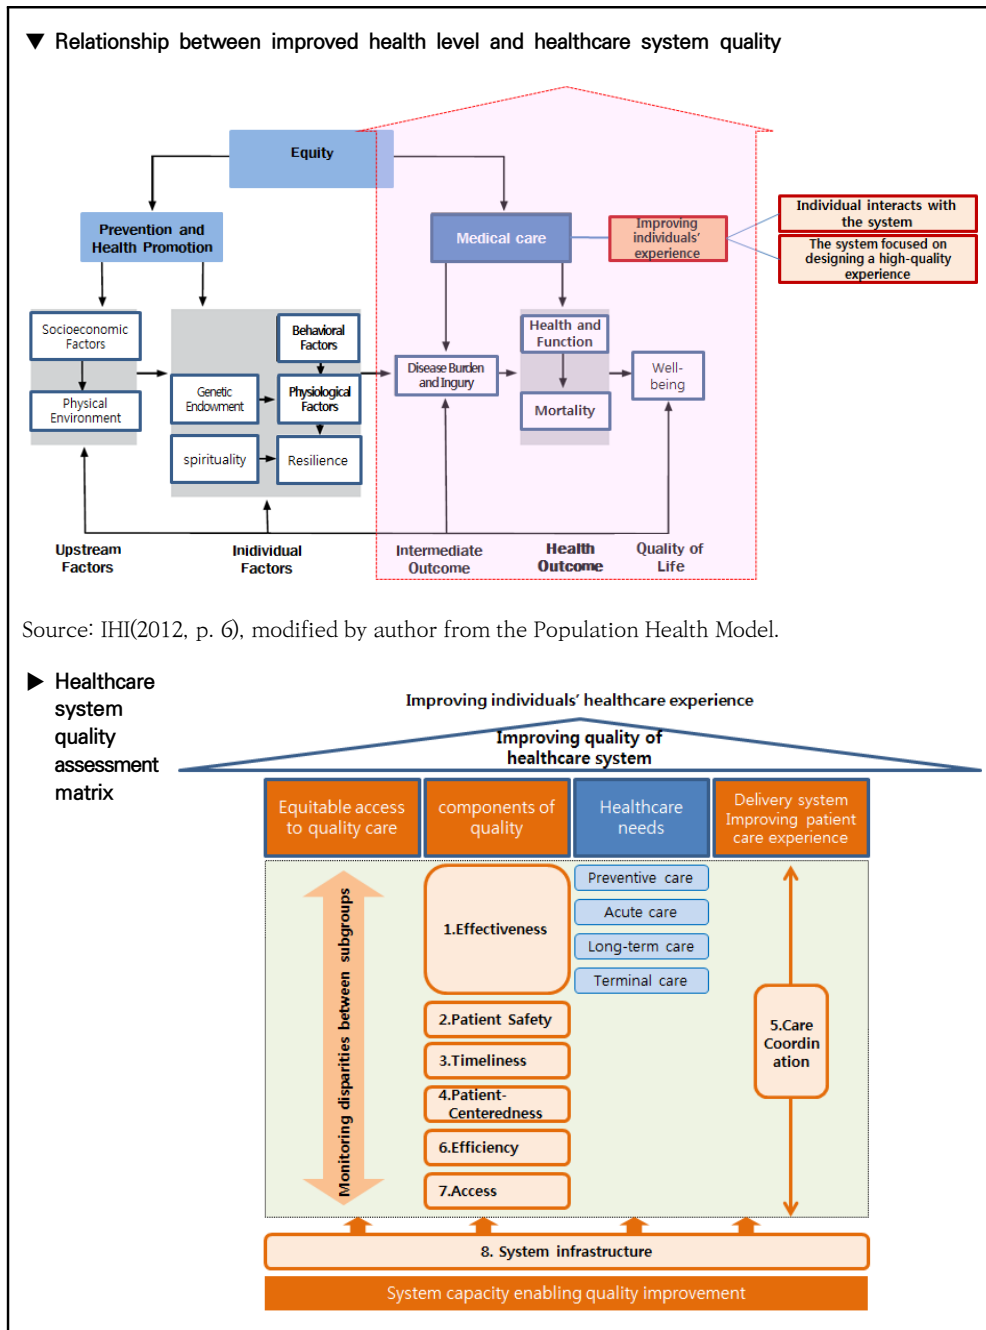 ▼ Relationship between improved health level and healthcare system quality
Equity
Prevention and
Health Promotion
Medical care
Improving
individuals'
experience
Individual interacts with
the system
The system focused on
designing a high-quality
experience
Socioeconomic
Factors
Physical
Environment
Behavioral
Factors
Genetic
Endowment
Physiological
Factors
spirituality
Resilience
Disease Burden
and Ingury
Health and
Function
Mortality
Well-
being
Upstream
Factors
Inidividual
Factors
Intermediate
Outcome
Health
Outcome
Quality of
Life
Source: IHI(2012, p. 6), modified by author from the Population Health Model.
▶ Healthcare
system
quality
assessment
matrix
Improving individuals' healthcare experience
Improving quality of
healthcare system
Equitable access
to quality care
components of
quality
Healthcare
needs
Delivery system
Improving patient
care experience
Monitoring disparities between subgroups
1.Effectiveness
Preventive care
Acute care
Long-term care
Terminal care
2.Patient Safety
3.Timeliness
4.Patient-
Centeredness
6.Efficiency
7.Access
5.Care
Coordin
ation
8. System infrastructure
System capacity enabling quality improvement